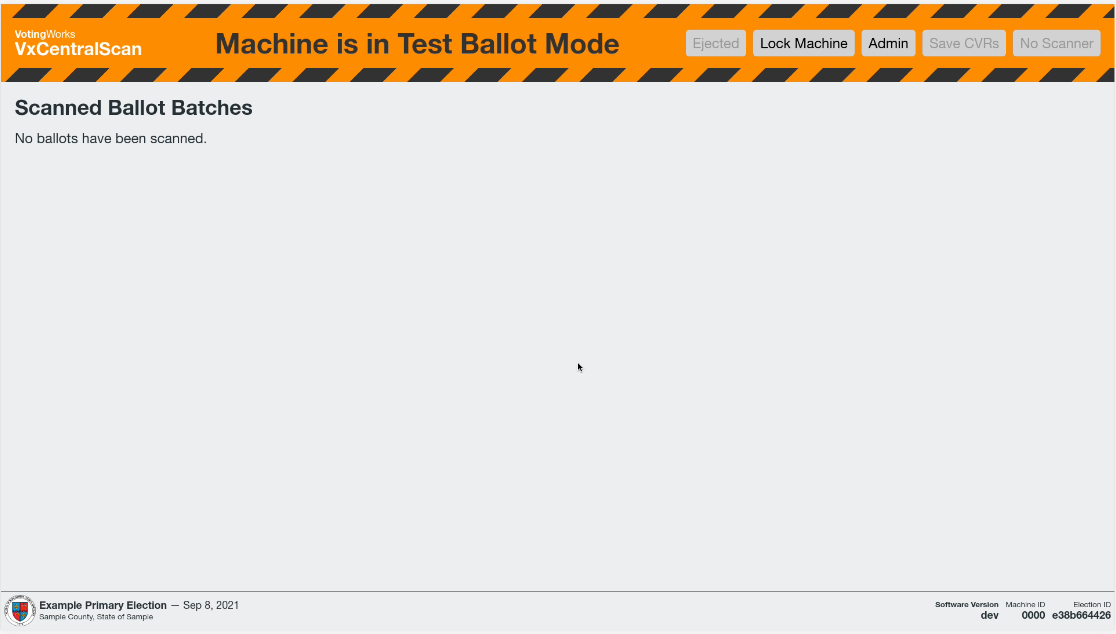 VotingWorks
VxCentralScan
Machine is in Test Ballot Mode
Ejected
Lock Machine
Admin
Save CVRs
No Scanner
Scanned Ballot Batches
No ballots have been scanned.
Example Primary Election — Sep 8, 2021
Sample County, State of Sample
Software Version
dev
Machine ID
0000
Election ID
e38b664426